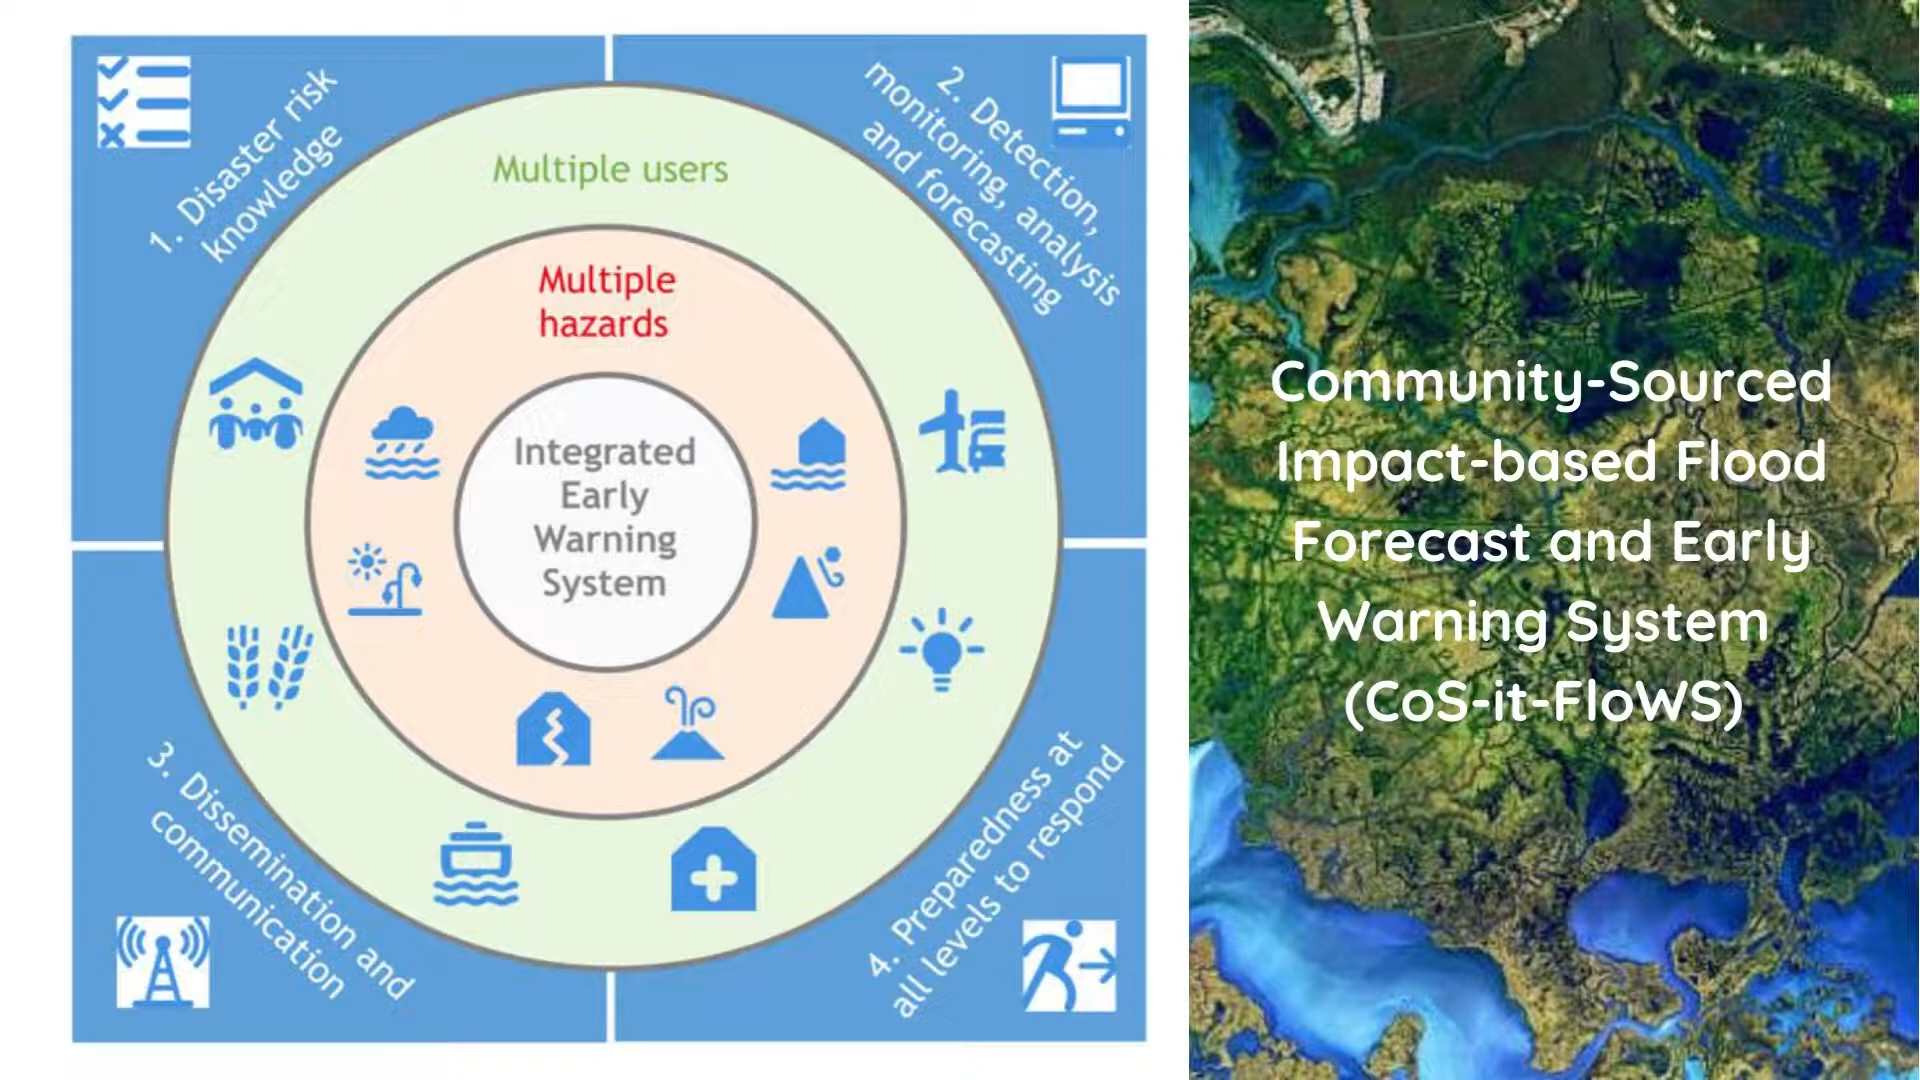 1. Disaster risk
knowledge
2. Detection,
monitoring, analysis
and forecasting
Multiple users
Multiple
hazards
Integrated
Early
Warning
System
3. Dissemination and
communication
4. Preparedness at
all levels to respond
Community-Sourced
Impact-based Flood
Forecast and Early
Warning System
(CoS-it-FloWS)